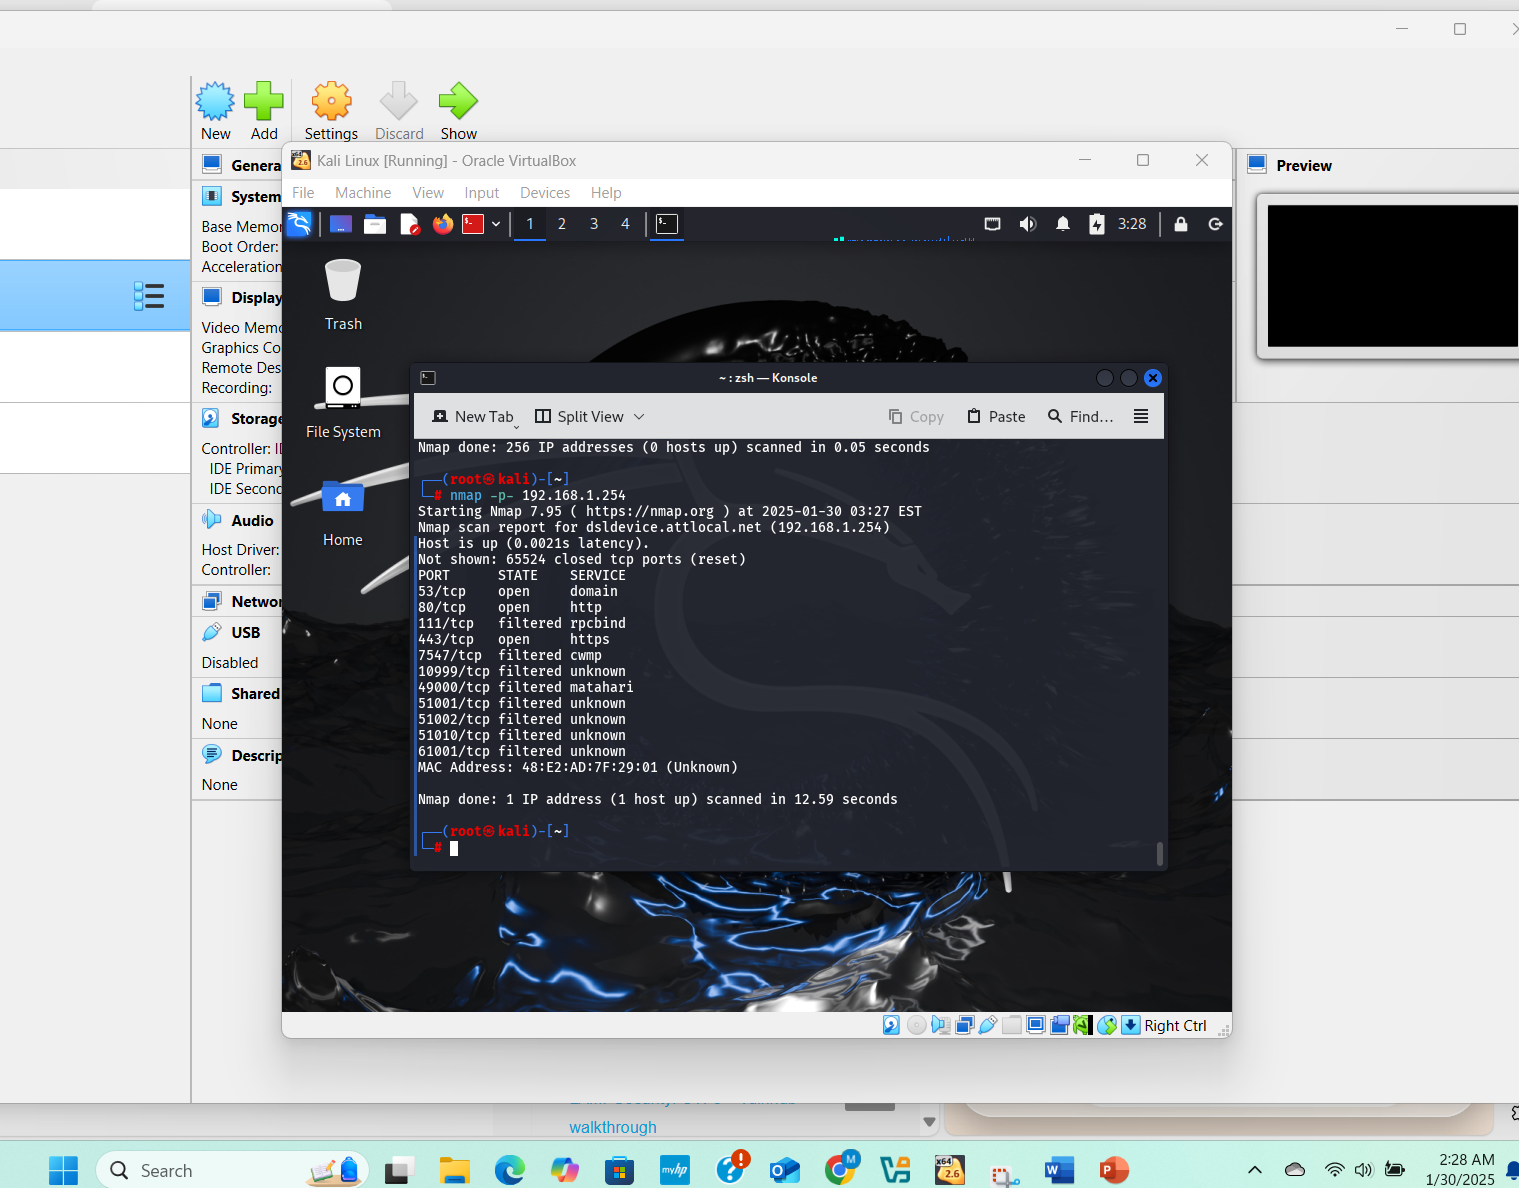 New
Add
Settings
Discard
Show
Kali Linux [Running] - Oracle VirtualBox
File
Machine
View
Input
Devices
Help
1
2
3
4
3:28
Genera
System
Base Memo
Boot Order:
Acceleration
Display
Video Memo
Graphics Co
Remote Des
Recording:
Storage
Controller: I
IDE Primary
IDE Second
Audio
Host Driver:
Controller:
Networ
USB
Disabled
Shared
None
Descrip
None
Preview
Trash
File System
Home
~ : zsh — Konsole
New Tab
Split View
Copy
Paste
Find...
Nmap done: 256 IP addresses (0 hosts up) scanned in 0.05 seconds
┌──(root㉿kali)-[~]
└─# nmap -p- 192.168.1.254
Starting Nmap 7.95 ( https://nmap.org ) at 2025-01-30 03:27 EST
Nmap scan report for dsldevice.attlocal.net (192.168.1.254)
Host is up (0.0021s latency).
Not shown: 65524 closed tcp ports (reset)
PORT STATE SERVICE
53/tcp open domain
80/tcp open http
111/tcp filtered rpcbind
443/tcp open https
7547/tcp filtered cwmp
10999/tcp filtered unknown
49000/tcp filtered matahari
51001/tcp filtered unknown
51002/tcp filtered unknown
51010/tcp filtered unknown
61001/tcp filtered unknown
MAC Address: 48:E2:AD:7F:29:01 (Unknown)
Nmap done: 1 IP address (1 host up) scanned in 12.59 seconds
┌──(root㉿kali)-[~]
└─#
Right Ctrl
walkthrough
Search
myhp
M
x64
2.6
2:28 AM
1/30/2025